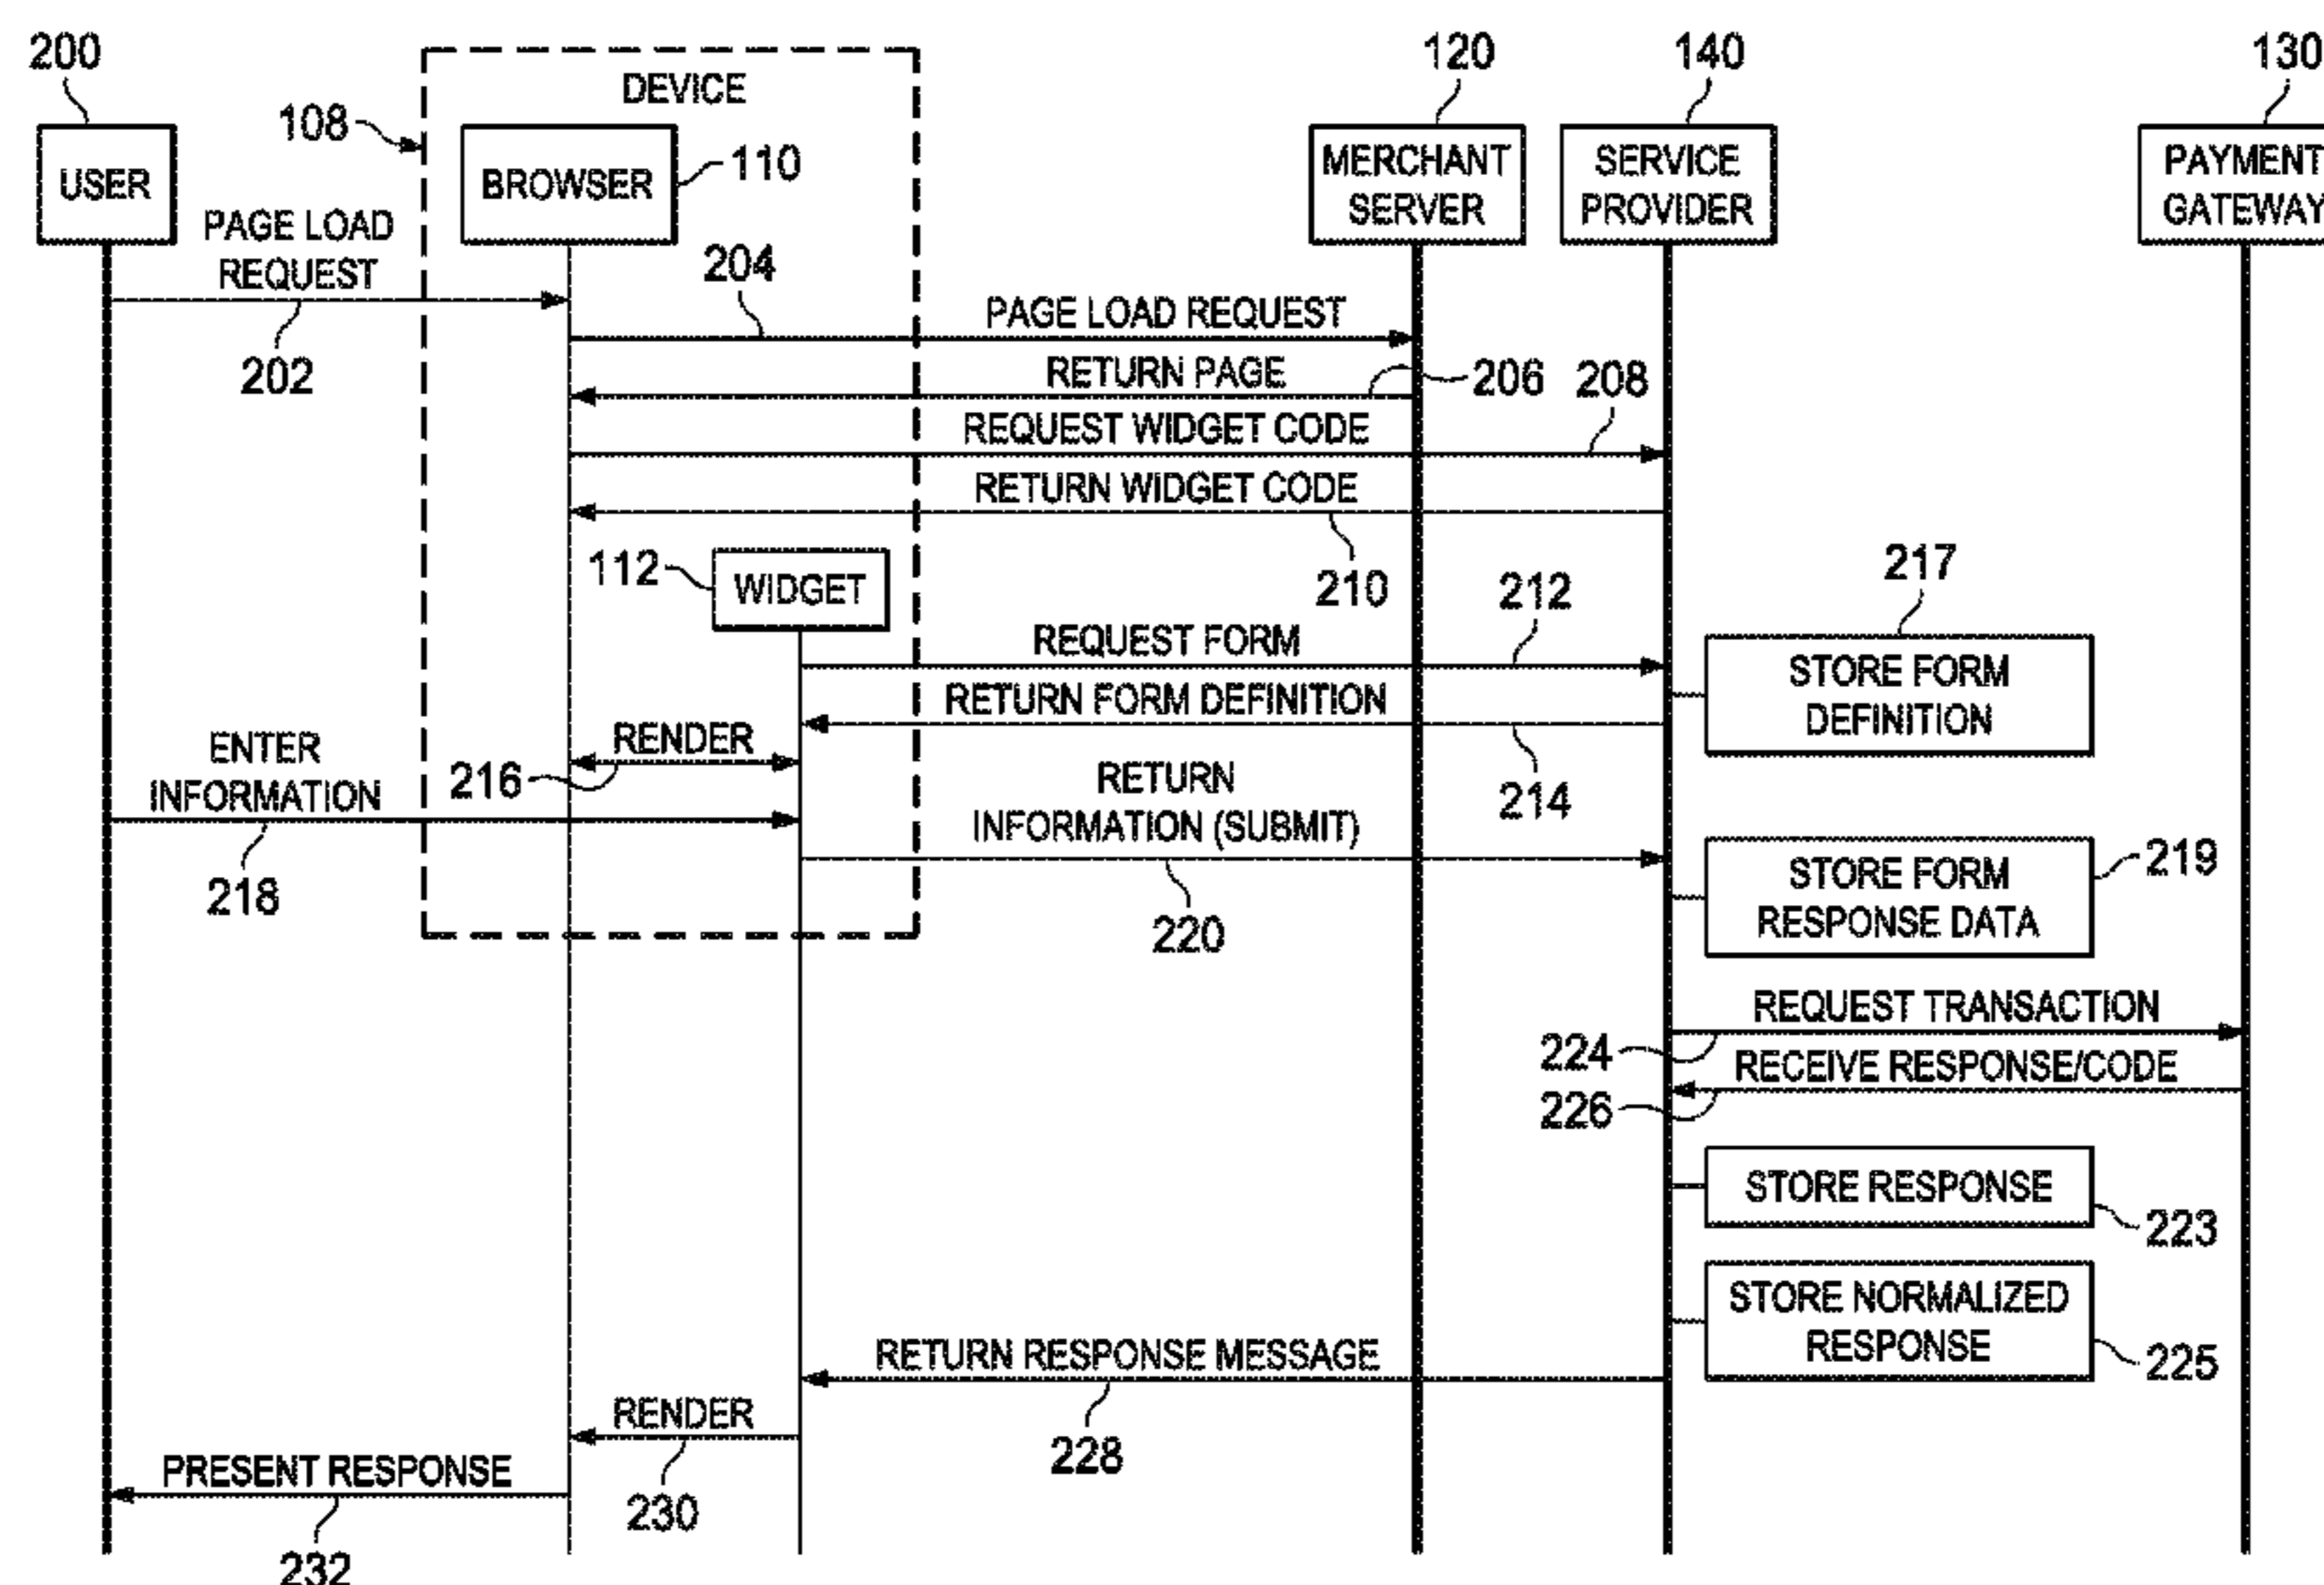 200
120
140
130
DEVICE
108
110
USER
BROWSER
MERCHANT
SERVER
SERVICE
PROVIDER
PAYMENT
GATEWAY
PAGE LOAD
REQUEST
202
204
PAGE LOAD REQUEST
RETURN PAGE
206
208
REQUEST WIDGET CODE
RETURN WIDGET CODE
210
112
WIDGET
212
217
REQUEST FORM
STORE FORM
DEFINITION
RETURN FORM DEFINITION
214
RENDER
216
ENTER
INFORMATION
218
RETURN
INFORMATION (SUBMIT)
220
STORE FORM
RESPONSE DATA
219
REQUEST TRANSACTION
224
RECEIVE RESPONSE/CODE
226
STORE RESPONSE
223
STORE NORMALIZED
RESPONSE
225
RETURN RESPONSE MESSAGE
228
RENDER
230
PRESENT RESPONSE
232